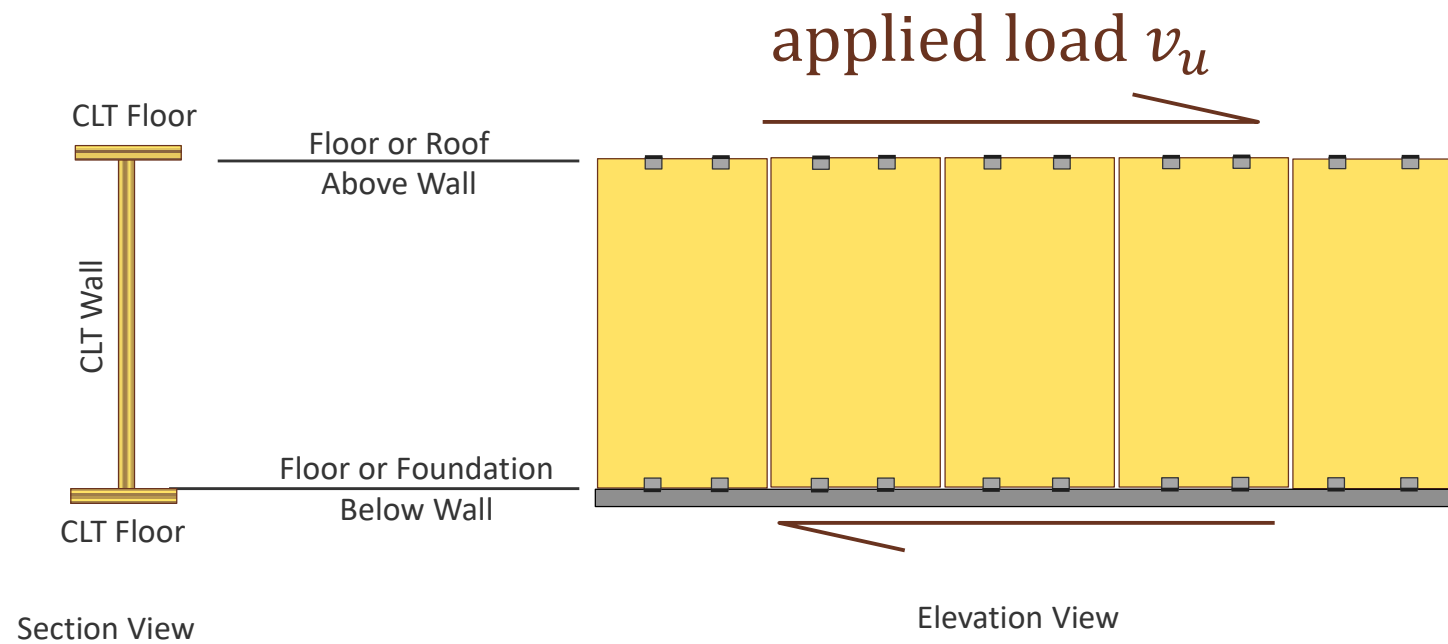 applied load 𝑣𝑢
CLT Floor
Floor or Roof
Above Wall
CLT Wall
Floor or Foundation
Below Wall
CLT Floor
Section View
Elevation View